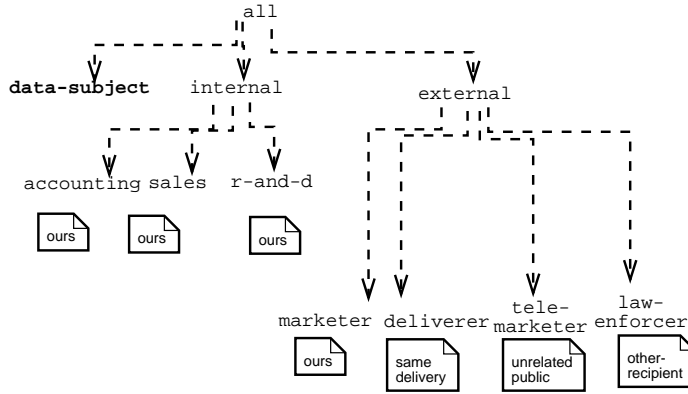 all
data-subject internal external
accounting sales r-and-d
ours ours ours
marketer deliverer tele-
marketer law-
enforcer
ours same
delivery unrelated
public other-
recipient